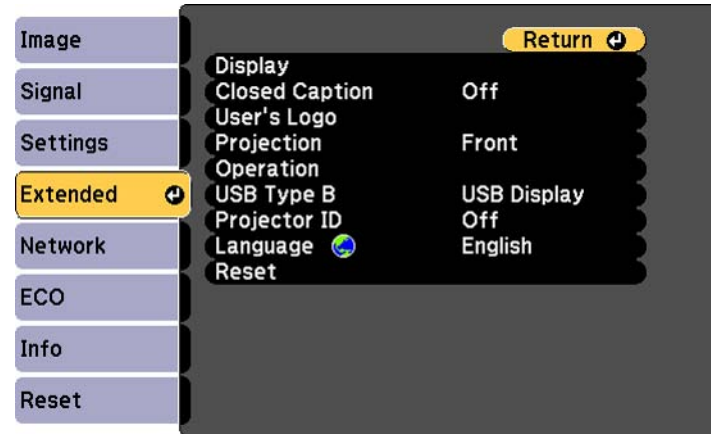 Image
Signal
Settings
Extended
Network
ECO
Info
Reset
Return
Display
Closed Caption Off
User's Logo
Projection Front
Operation
USB Type B USB Display
Projector ID Off
Language English
Reset